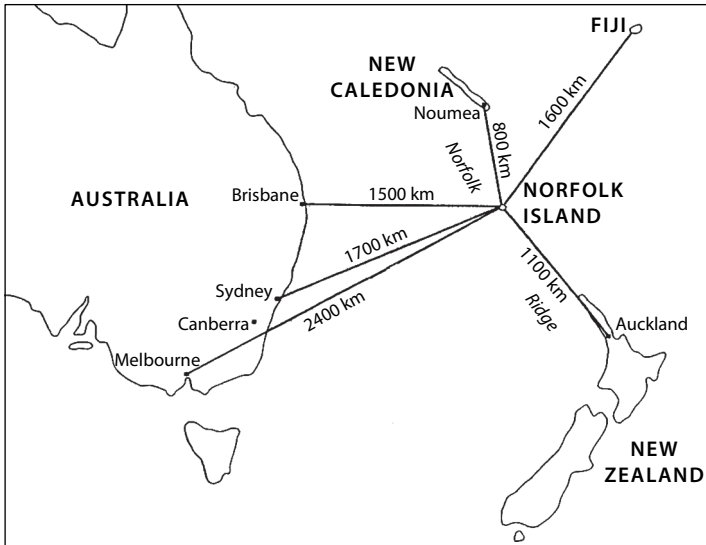 FIJI
NEW
CALEDONIA
Noumea
1600 km
800 km
Norfolk
AUSTRALIA
Brisbane
1500 km
NORFOLK
ISLAND
1700 km
1100 km
Sydney
2400 km
Ridge
Canberra
Auckland
Melbourne
NEW
ZEALAND